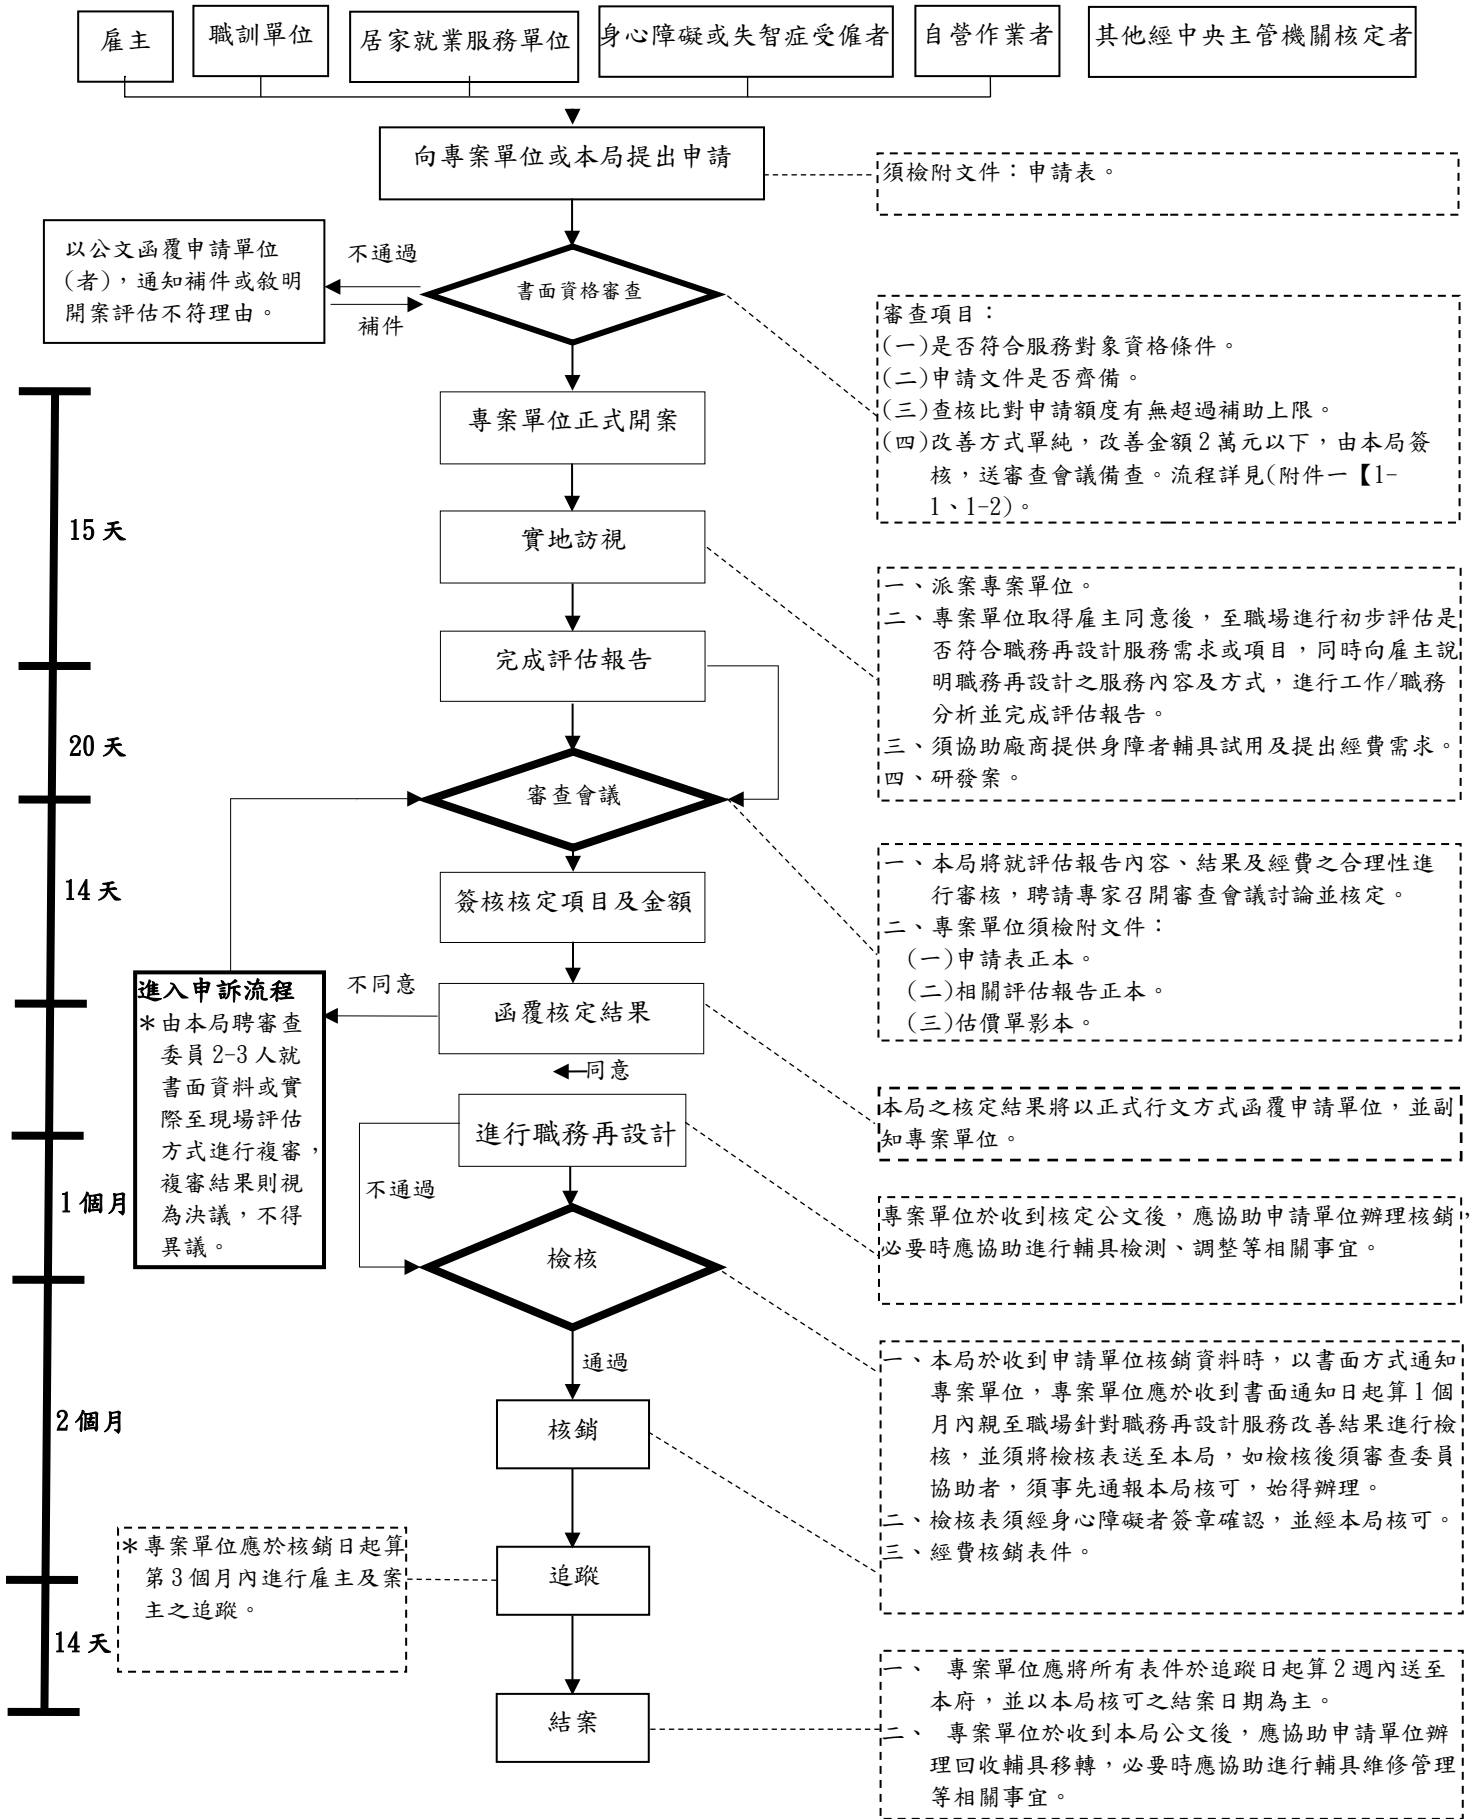 雇主
職訓單位
居家就業服務單位
身心障礙或失智症受僱者
自營作業者
其他經中央主管機關核定者
向專案單位或本局提出申請
須檢附文件：申請表。
以公文函覆申請單位
(者)，通知補件或敘明
開案評估不符理由。
不通過
補件
書面資格審查
審查項目：
(一)是否符合服務對象資格條件。
(二)申請文件是否齊備。
(三)查核比對申請額度有無超過補助上限。
(四)改善方式單純，改善金額2萬元以下，由本局簽
核，送審查會議備查。流程詳見(附件一【1-
1、1-2)。
專案單位正式開案
15天
實地訪視
一、派案專案單位。
二、專案單位取得雇主同意後，至職場進行初步評估是
否符合職務再設計服務需求或項目，同時向雇主說
明職務再設計之服務內容及方式，進行工作/職務
分析並完成評估報告。
三、須協助廠商提供身障者輔具試用及提出經費需求。
四、研發案。
完成評估報告
20天
審查會議
一、本局將就評估報告內容、結果及經費之合理性進
行審核，聘請專家召開審查會議討論並核定。
二、專案單位須檢附文件：
(一)申請表正本。
(二)相關評估報告正本。
(三)估價單影本。
14天
簽核核定項目及金額
不同意
函覆核定結果
同意
進入申訴流程
＊由本局聘審查
委員2-3人就
書面資料或實
際至現場評估
方式進行複審，
複審結果則視
為決議，不得
異議。
本局之核定結果將以正式行文方式函覆申請單位，並副
知專案單位。
進行職務再設計
1個月
不通過
專案單位於收到核定公文後，應協助申請單位辦理核銷，
必要時應協助進行輔具檢測、調整等相關事宜。
檢核
通過
一、本局於收到申請單位核銷資料時，以書面方式通知
專案單位，專案單位應於收到書面通知日起算1個
月內親至職場針對職務再設計服務改善結果進行檢
核，並須將檢核表送至本局，如檢核後須審查委員
協助者，須事先通報本局核可，始得辦理。
二、檢核表須經身心障礙者簽章確認，並經本局核可。
三、經費核銷表件。
2個月
核銷
＊專案單位應於核銷日起算
第3個月內進行雇主及案
主之追蹤。
追蹤
14天
一、 專案單位應將所有表件於追蹤日起算2週內送至
本府，並以本局核可之結案日期為主。
二、 專案單位於收到本局公文後，應協助申請單位辦
理回收輔具移轉，必要時應協助進行輔具維修管理
等相關事宜。
結案